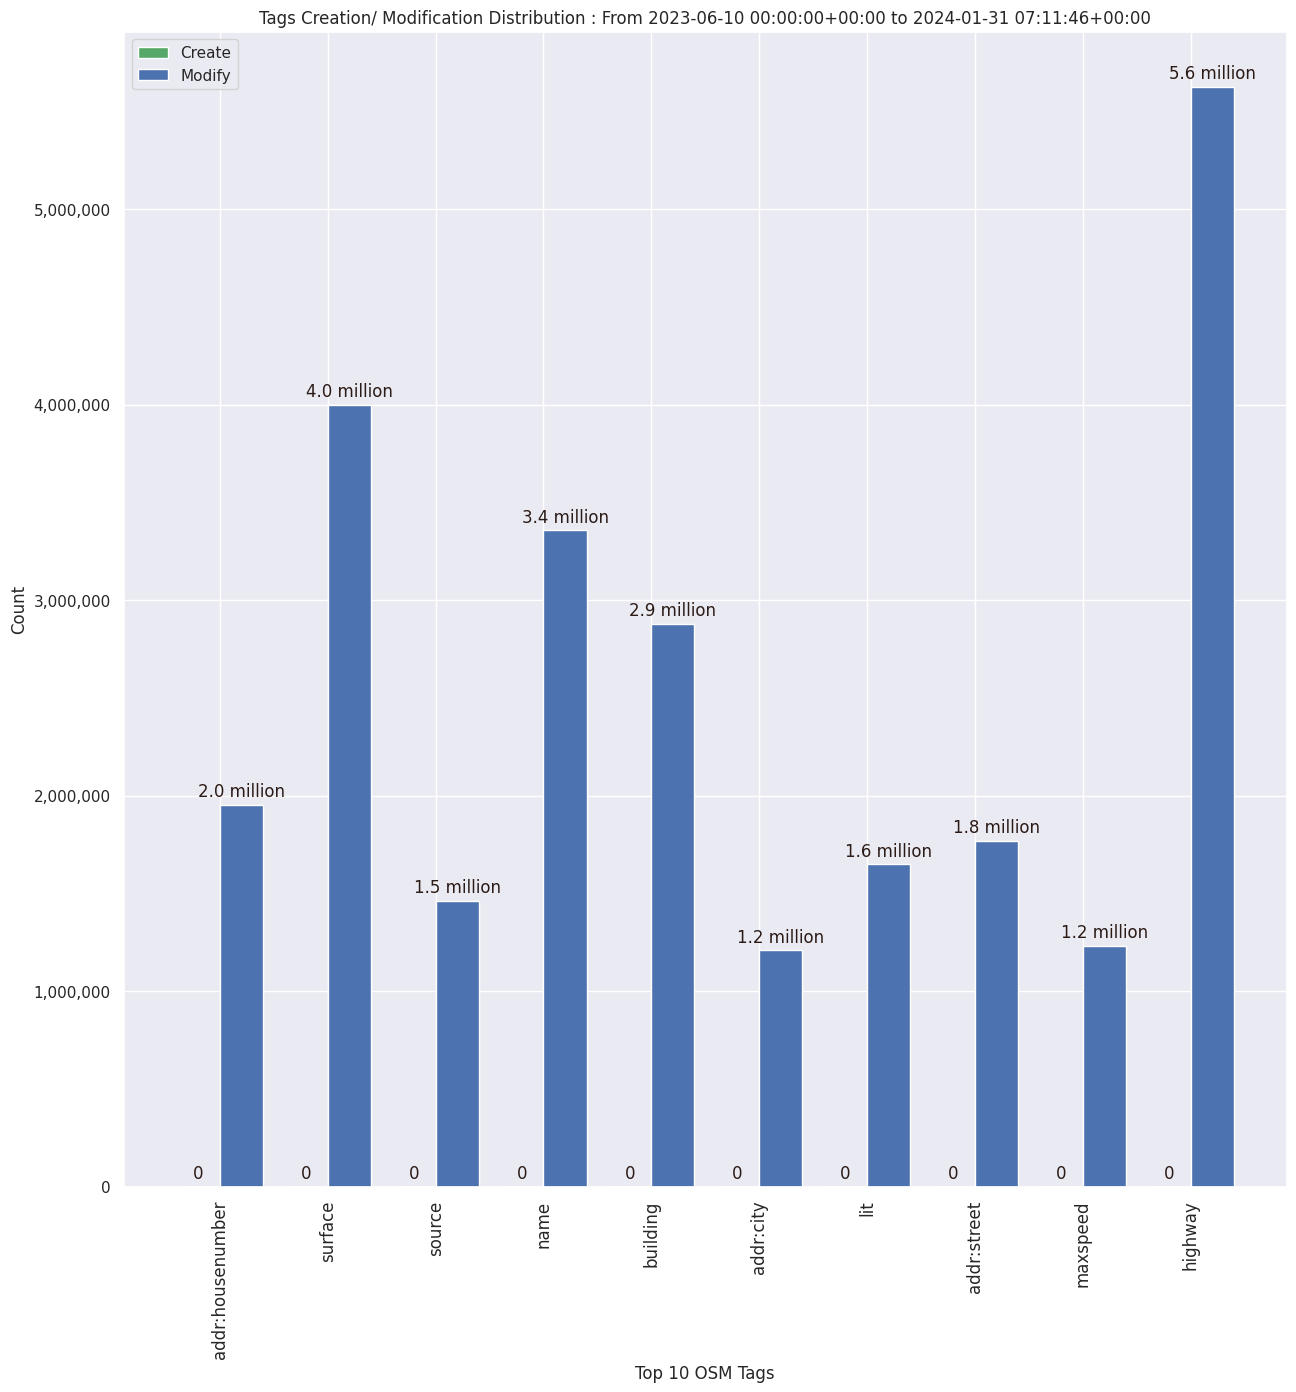 Tags Creation/ Modification Distribution : From 2023-06-10 00:00:00+00:00 to 2024-01-31 07:11:46+00:00
Create
Modify
5.6 million
5,000,000
4,000,000
4.0 million
3.4 million
3,000,000
2.9 million
2,000,000
2.0 million
1.8 million
1.6 million
1.5 million
1.2 million
1.2 million
1,000,000
0 0 0 0 0 0 0 0 0 0
0
Count
addr:housenumber
surface
source
name
building
addr:city
lit
addr:street
maxspeed
highway
Top 10 OSM Tags